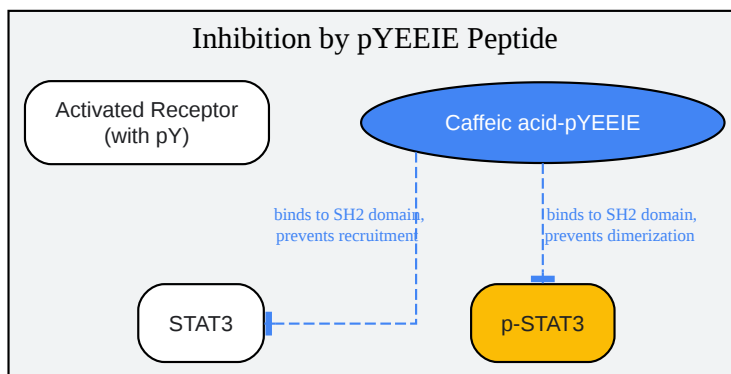 Inhibition by pYEEIE Peptide
Activated Receptor
(with pY)
Caffeic acid-pYEEIE
binds to SH2 domain,
prevents recruitment
binds to SH2 domain,
prevents dimerization
STAT3
p-STAT3